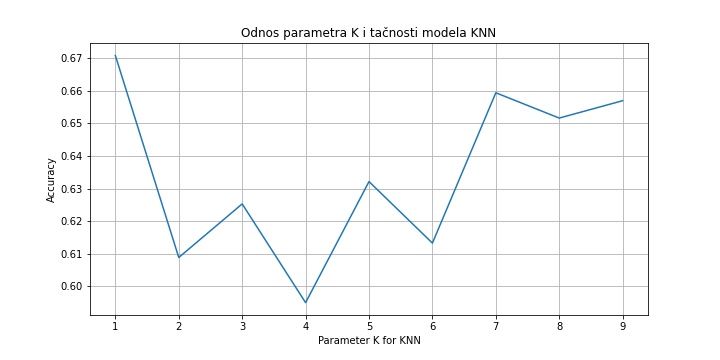 Odnos parametra K i tačnosti modela KNN
0.67
0.66
0.65
0.64
0.63
0.62
0.61
0.60
Accuracy
1 2 3 4 5 6 7 8 9
Parameter K for KNN